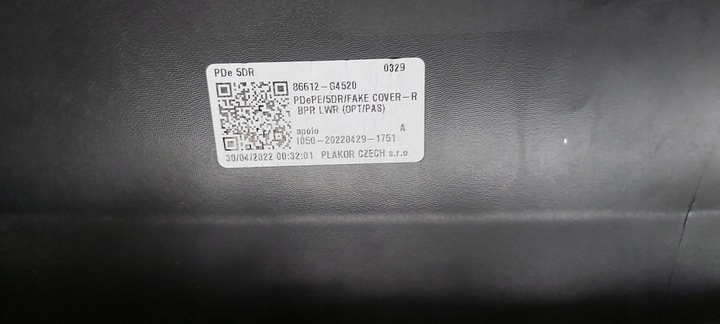 PDe 5DR 0329
86612-G4520
PDePE/5DR/FAKE COVER-R
BPR LWR (OPT/PAS)
apolo A
1050-20220429-1751
30/04/2022 00:32:01 PLAKOR CZECH s.r.o